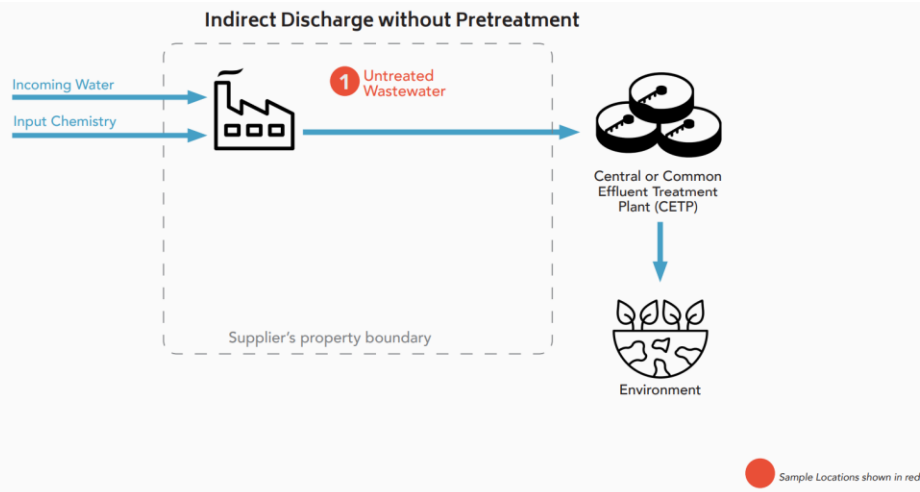 Indirect Discharge without Pretreatment
Incoming Water
Input Chemistry
1
Untreated
Wastewater
Central or Common
Effluent Treatment
Plant (CETP)
Supplier's property boundary
Environment
Sample Locations shown in red